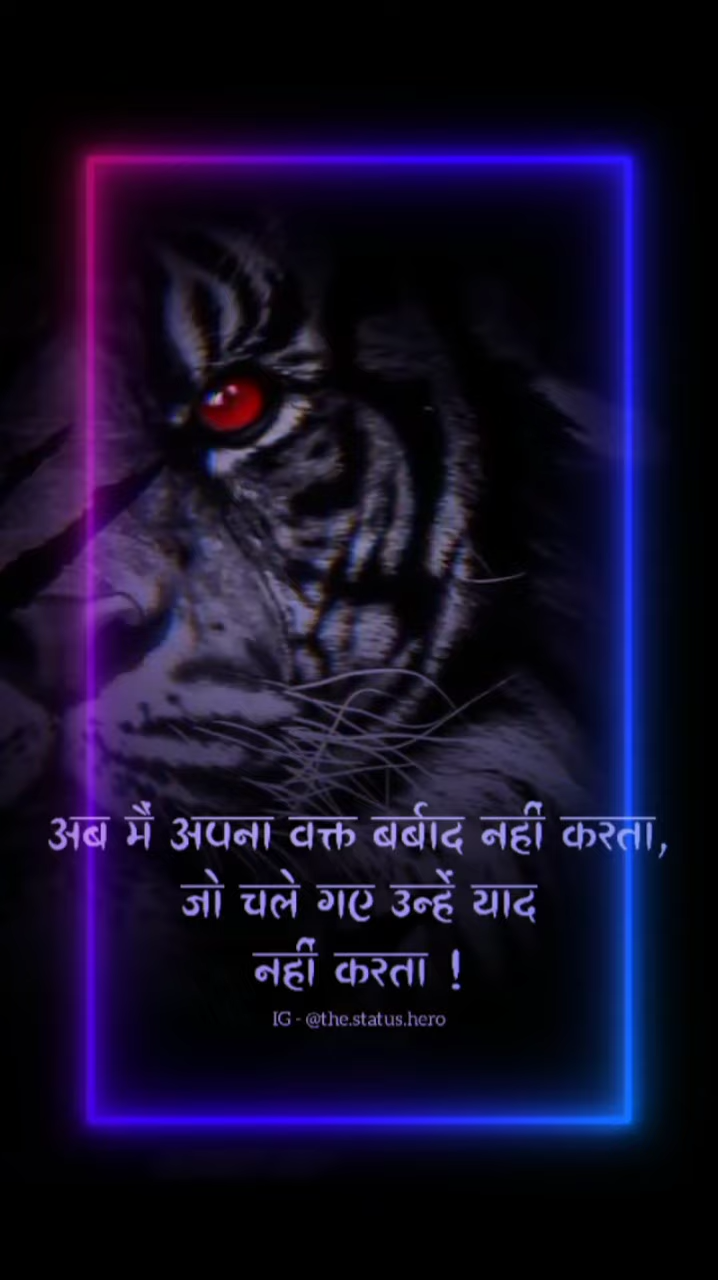 अब मैं अपना वक्त बर्बाद नहीं करता,
जो चले गए उन्हें याद
नहीं करता !
IG - @the.status.hero